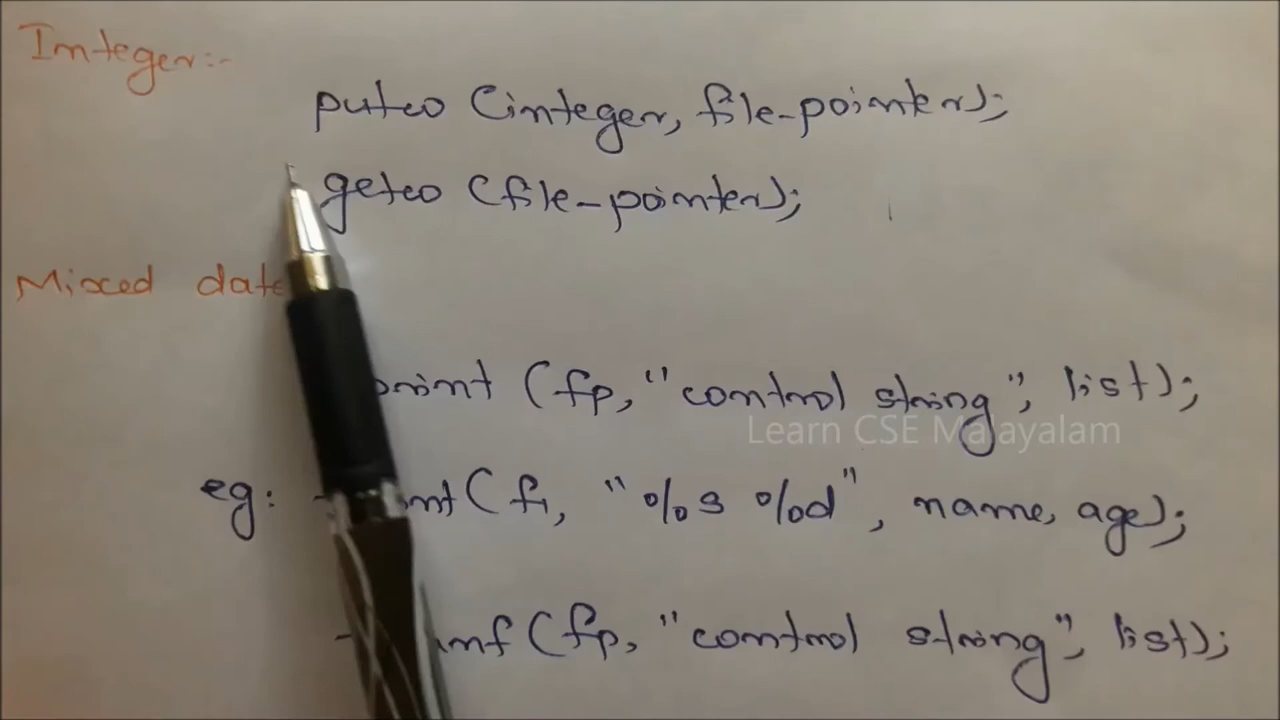 Integer:-
putw (integer, file-pointer);
getw (file-pointer);
Mixed data
print (fp, "control string", list);
Learn CSE Malayalam
eg: (f1, "%s %d", name, age);
(fp, "control string", list);